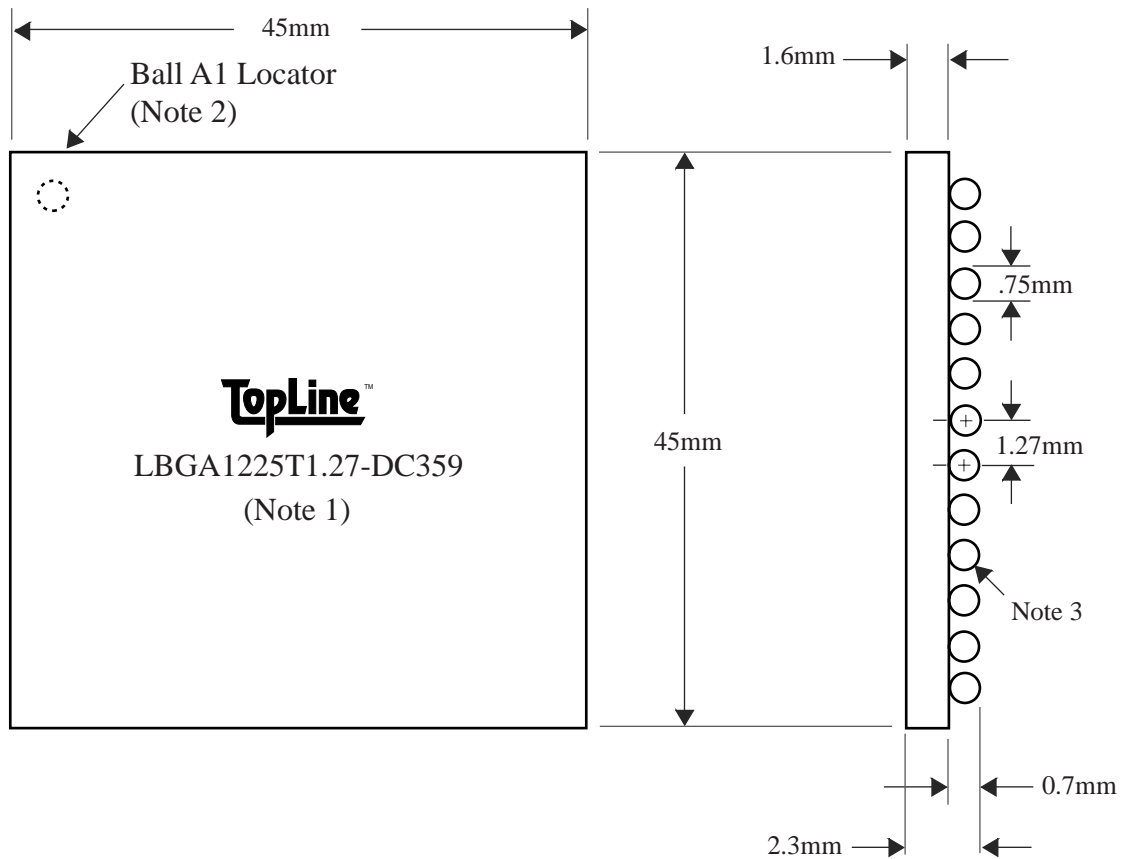 45mm
Ball A1 Locator
(Note 2)
1.6mm
.75mm
TopLine™
LBGA1225T1.27-DC359
(Note 1)
45mm
1.27mm
Note 3
0.7mm
2.3mm